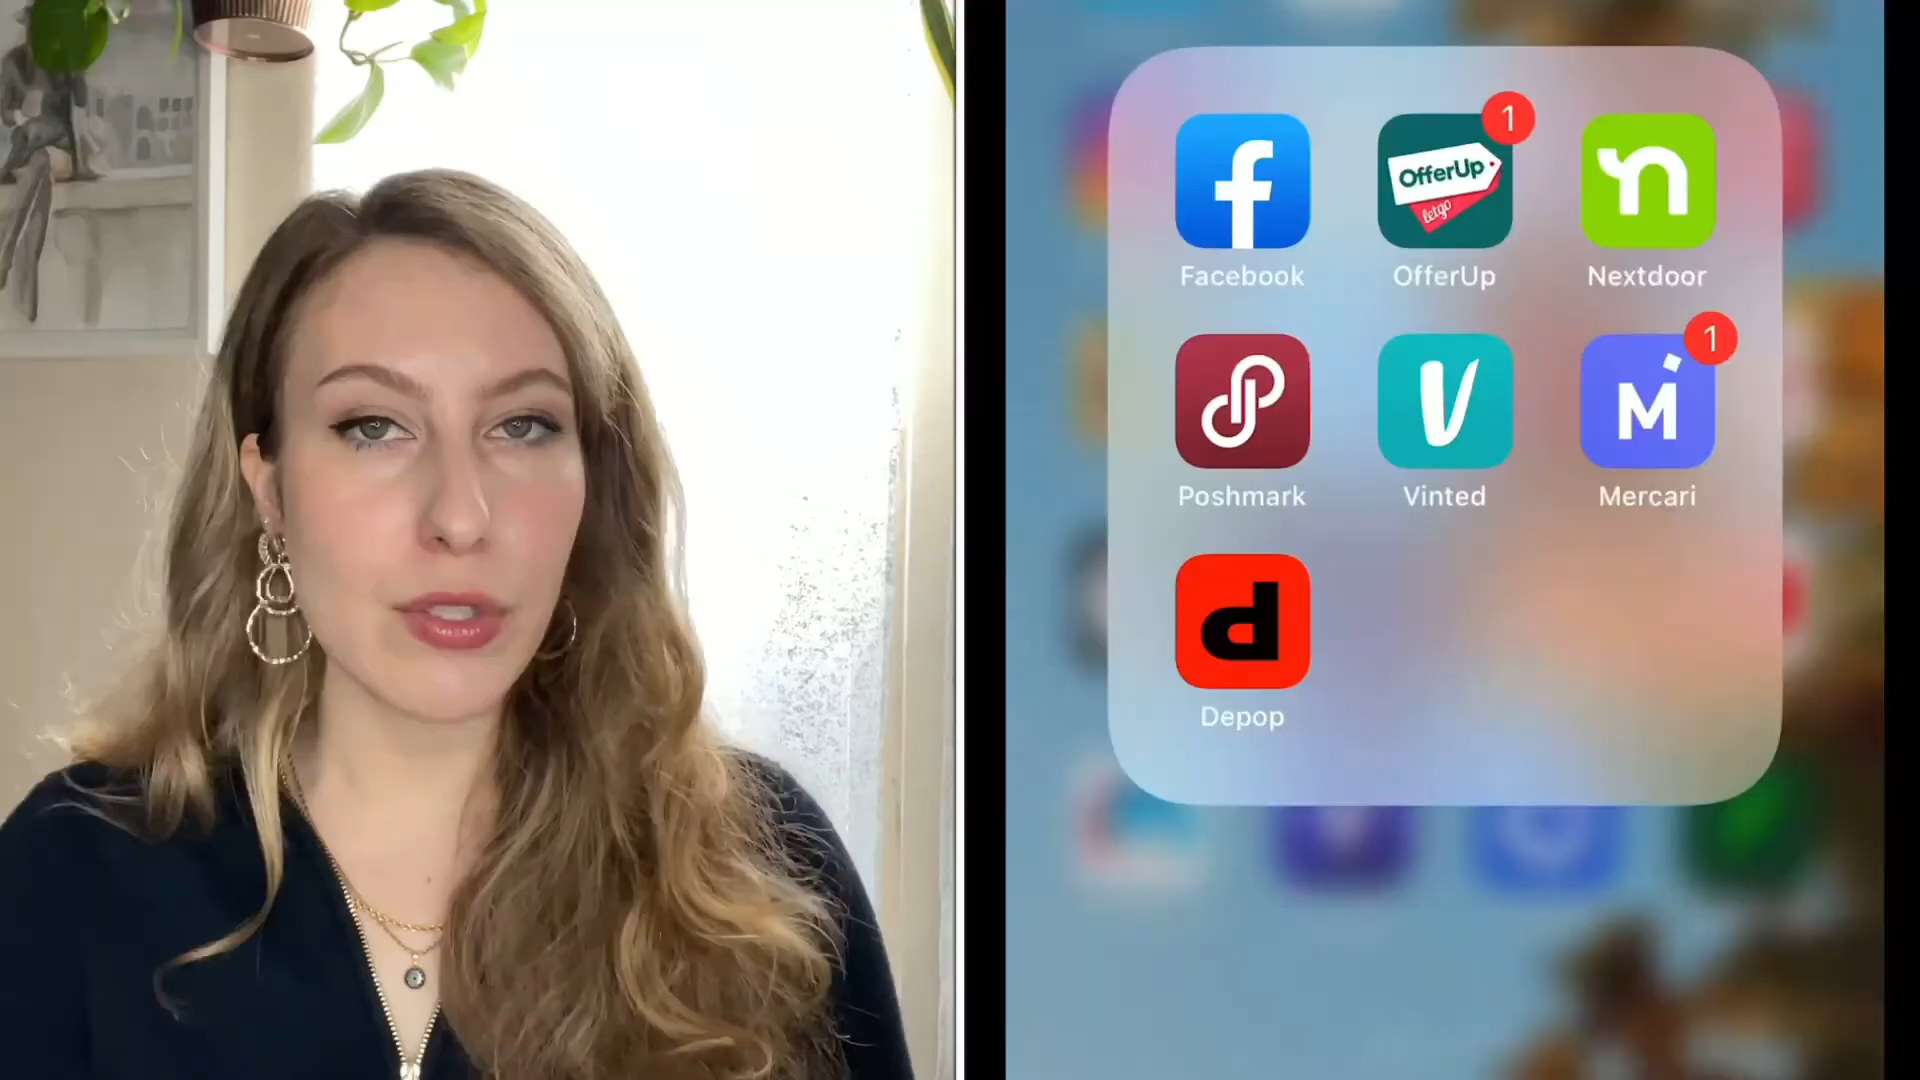 1
OfferUp
letgo
Facebook
OfferUp
Nextdoor
1
Poshmark
Vinted
Mercari
Depop